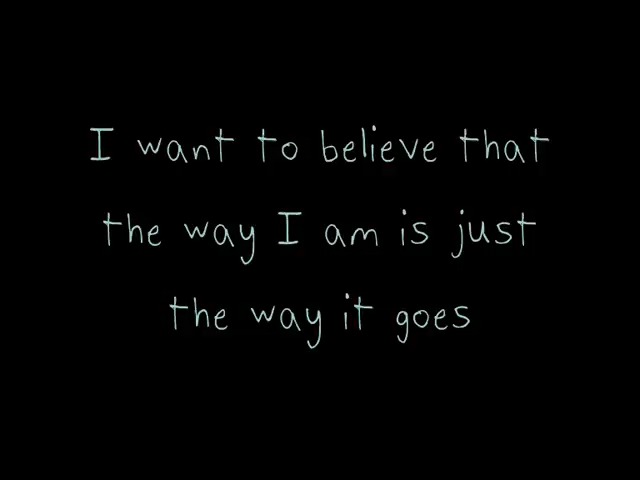 I want to believe that
the way I am is just
the way it goes